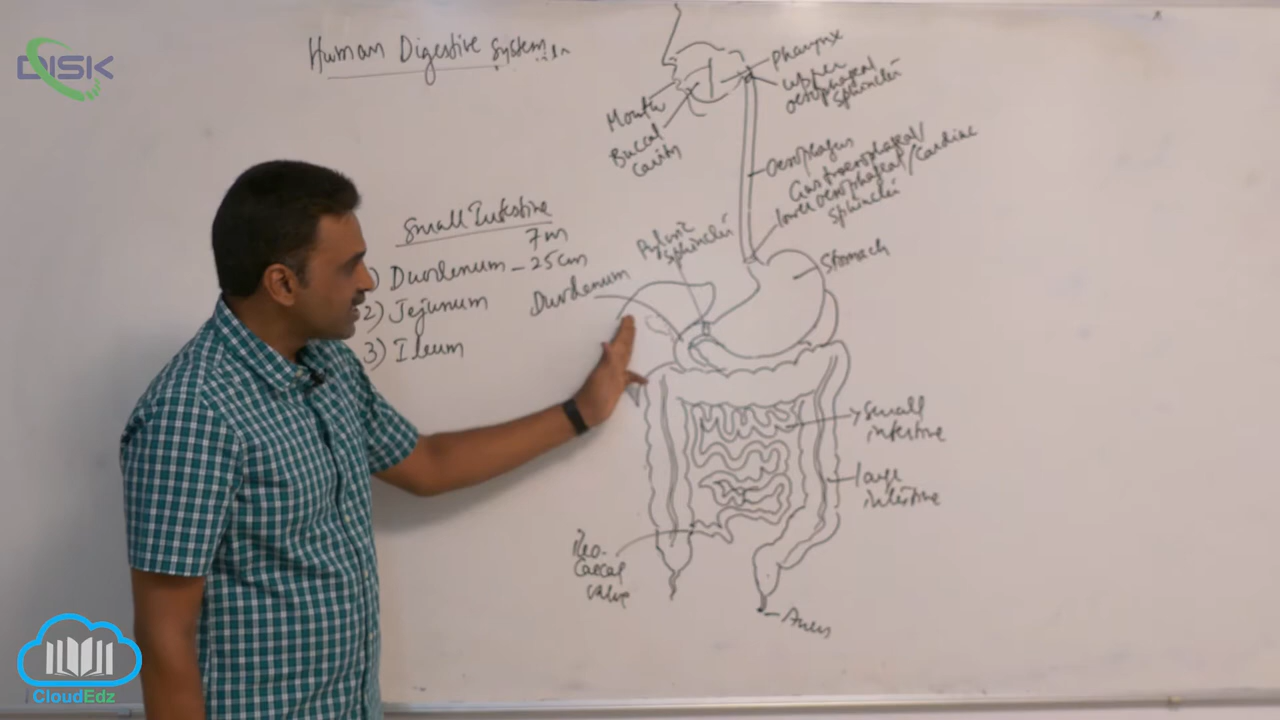 DISK
Human Digestive System
Pharynx
upper
oesophageal
sphincter
Mouth
Buccal
cavity
Oesophagus
Gastroesophageal/
lower oesophageal/Cardiac
sphincter
Small Intestine
7m
1) Duodenum - 25cm
2) Jejunum
3) Ileum
Pyloric
sphincter
Duodenum
Stomach
Small
intestine
large
intestine
Ileo-
Caecal
valve
Anus
CloudEdz